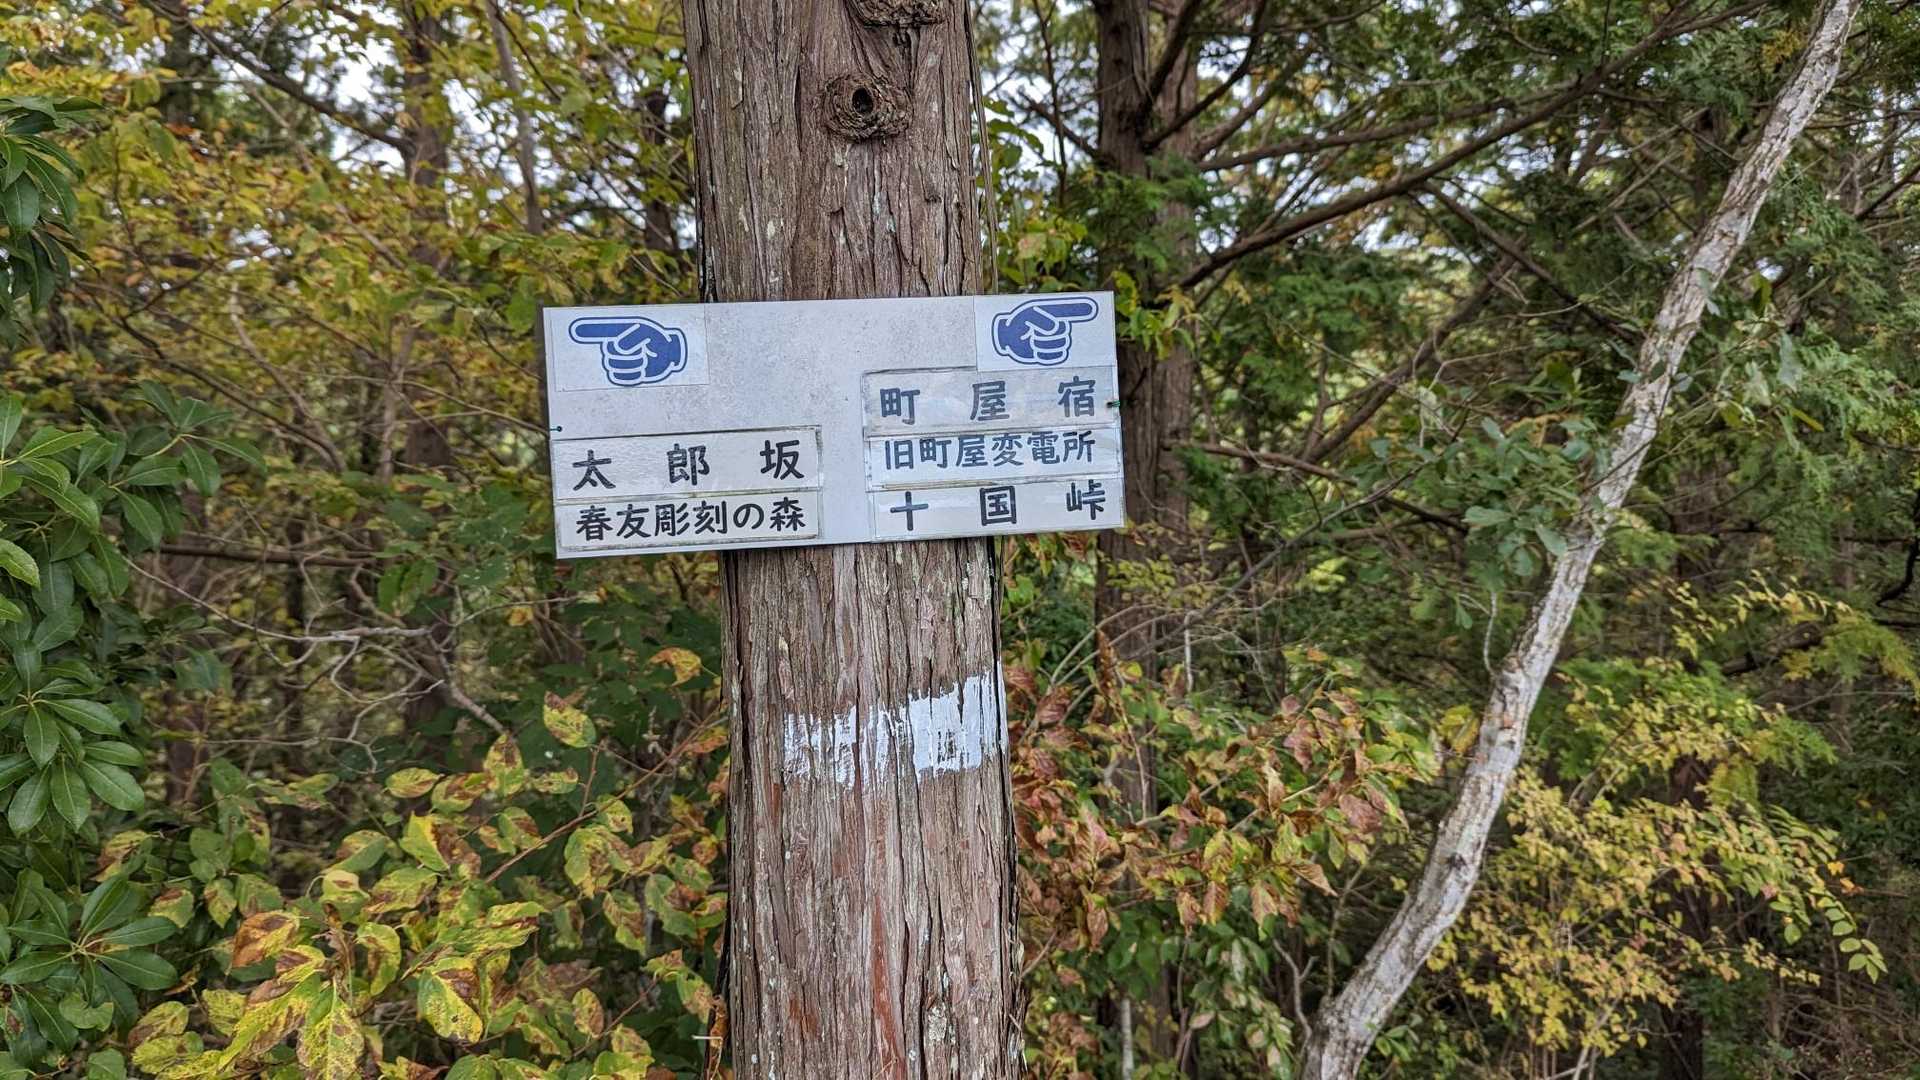 太郎坂
春友彫刻の森
町屋宿
旧町屋変電所
十国峠